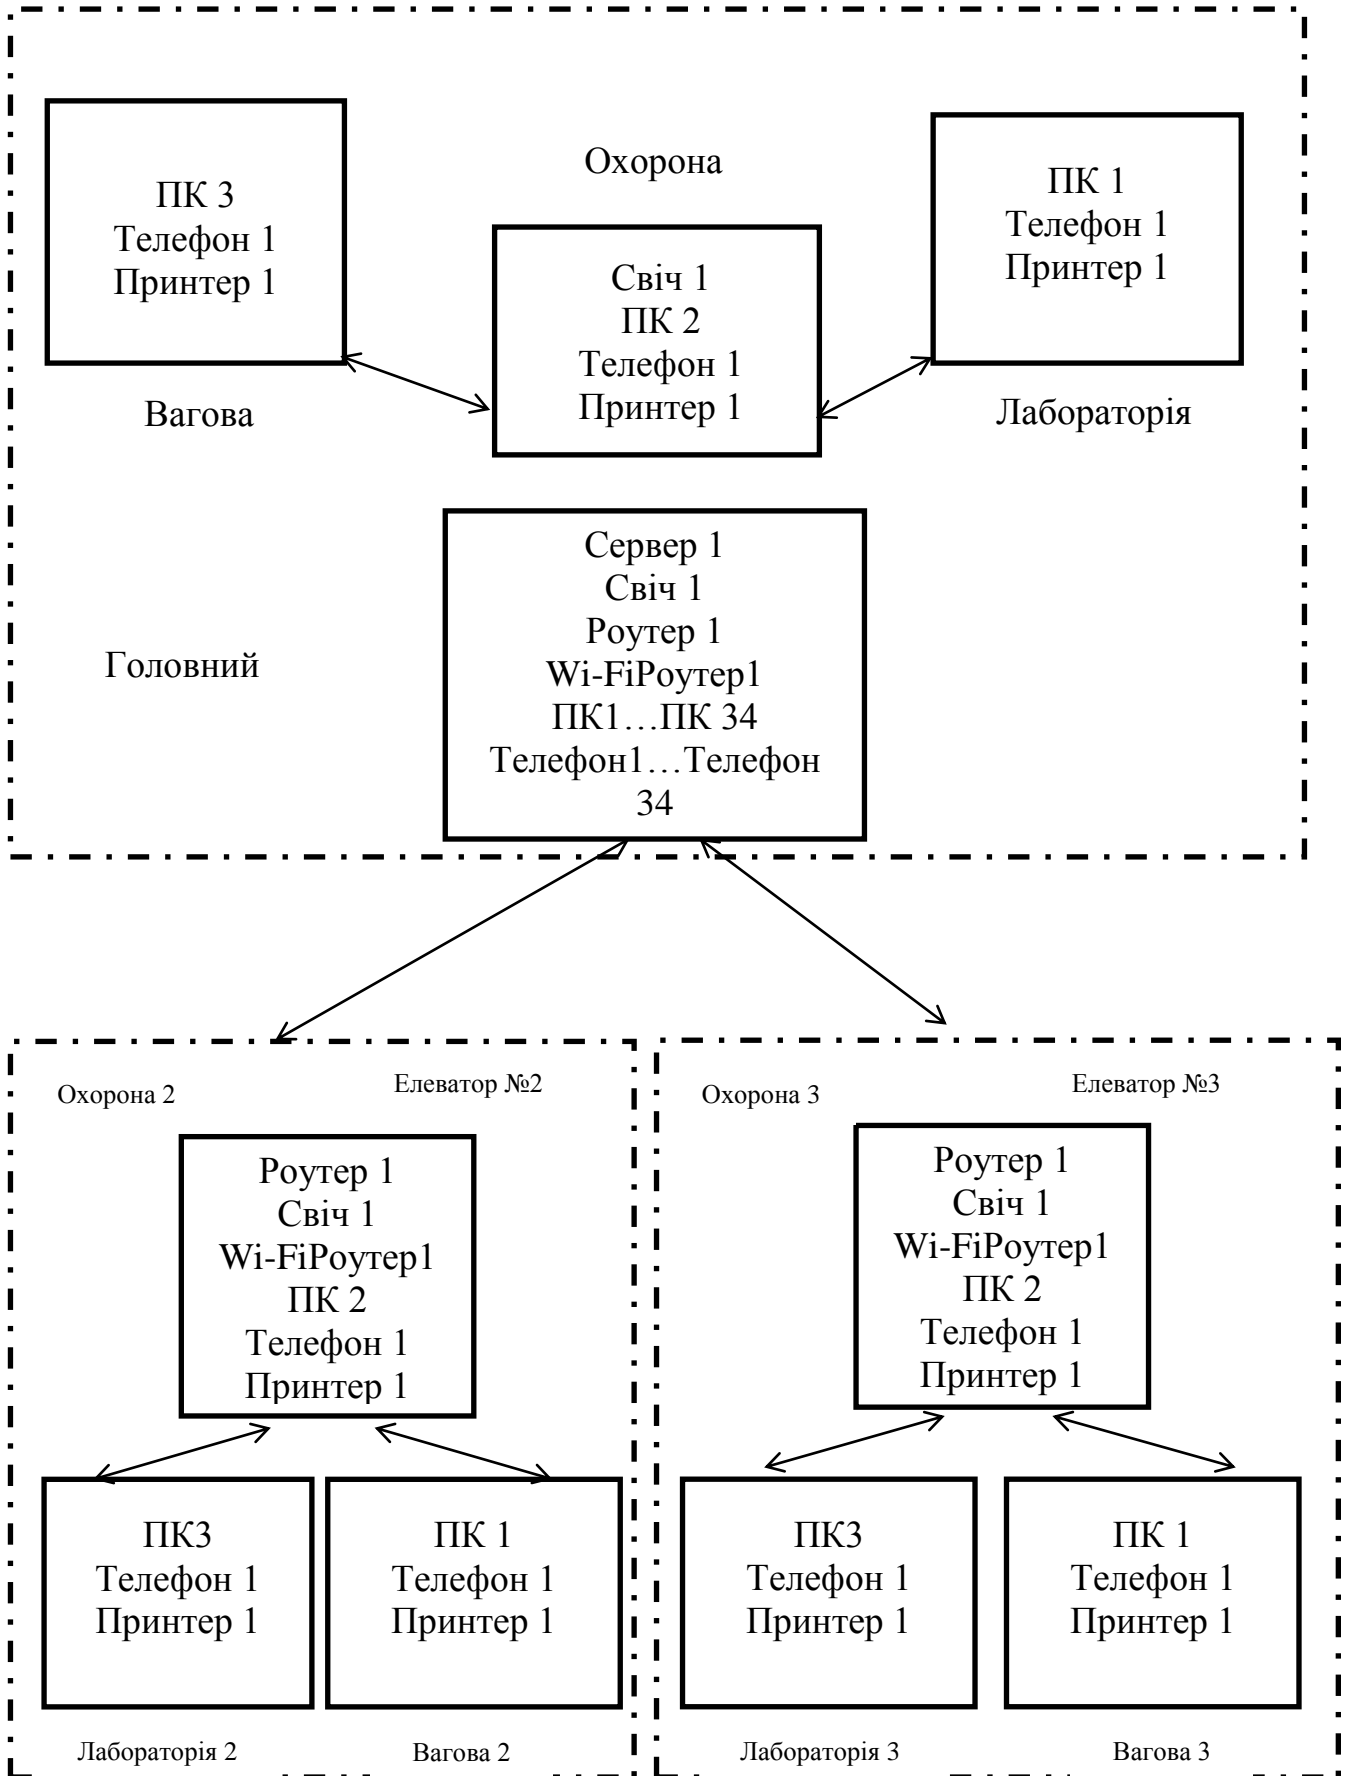 Охорона
ПК 3
Телефон 1
Принтер 1
Вагова
Свіч 1
ПК 2
Телефон 1
Принтер 1
ПК 1
Телефон 1
Принтер 1
Лабораторія
Головний
Сервер 1
Свіч 1
Роутер 1
Wi-FiРоутер1
ПК1…ПК 34
Телефон1…Телефон
34
Охорона 2
Елеватор №2
Роутер 1
Свіч 1
Wi-FiРоутер1
ПК 2
Телефон 1
Принтер 1
ПК3
Телефон 1
Принтер 1
Лабораторія 2
ПК 1
Телефон 1
Принтер 1
Вагова 2
Охорона 3
Елеватор №3
Роутер 1
Свіч 1
Wi-FiРоутер1
ПК 2
Телефон 1
Принтер 1
ПК3
Телефон 1
Принтер 1
Лабораторія 3
ПК 1
Телефон 1
Принтер 1
Вагова 3